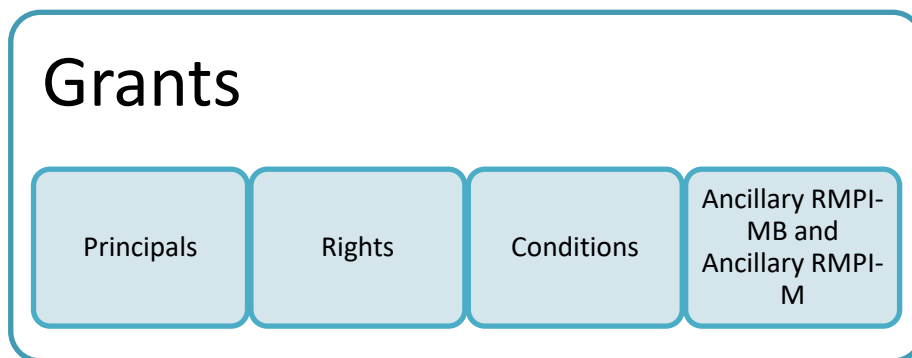 Grants
Principals
Rights
Conditions
Ancillary RMPI-
MB and
Ancillary RMPI-
M